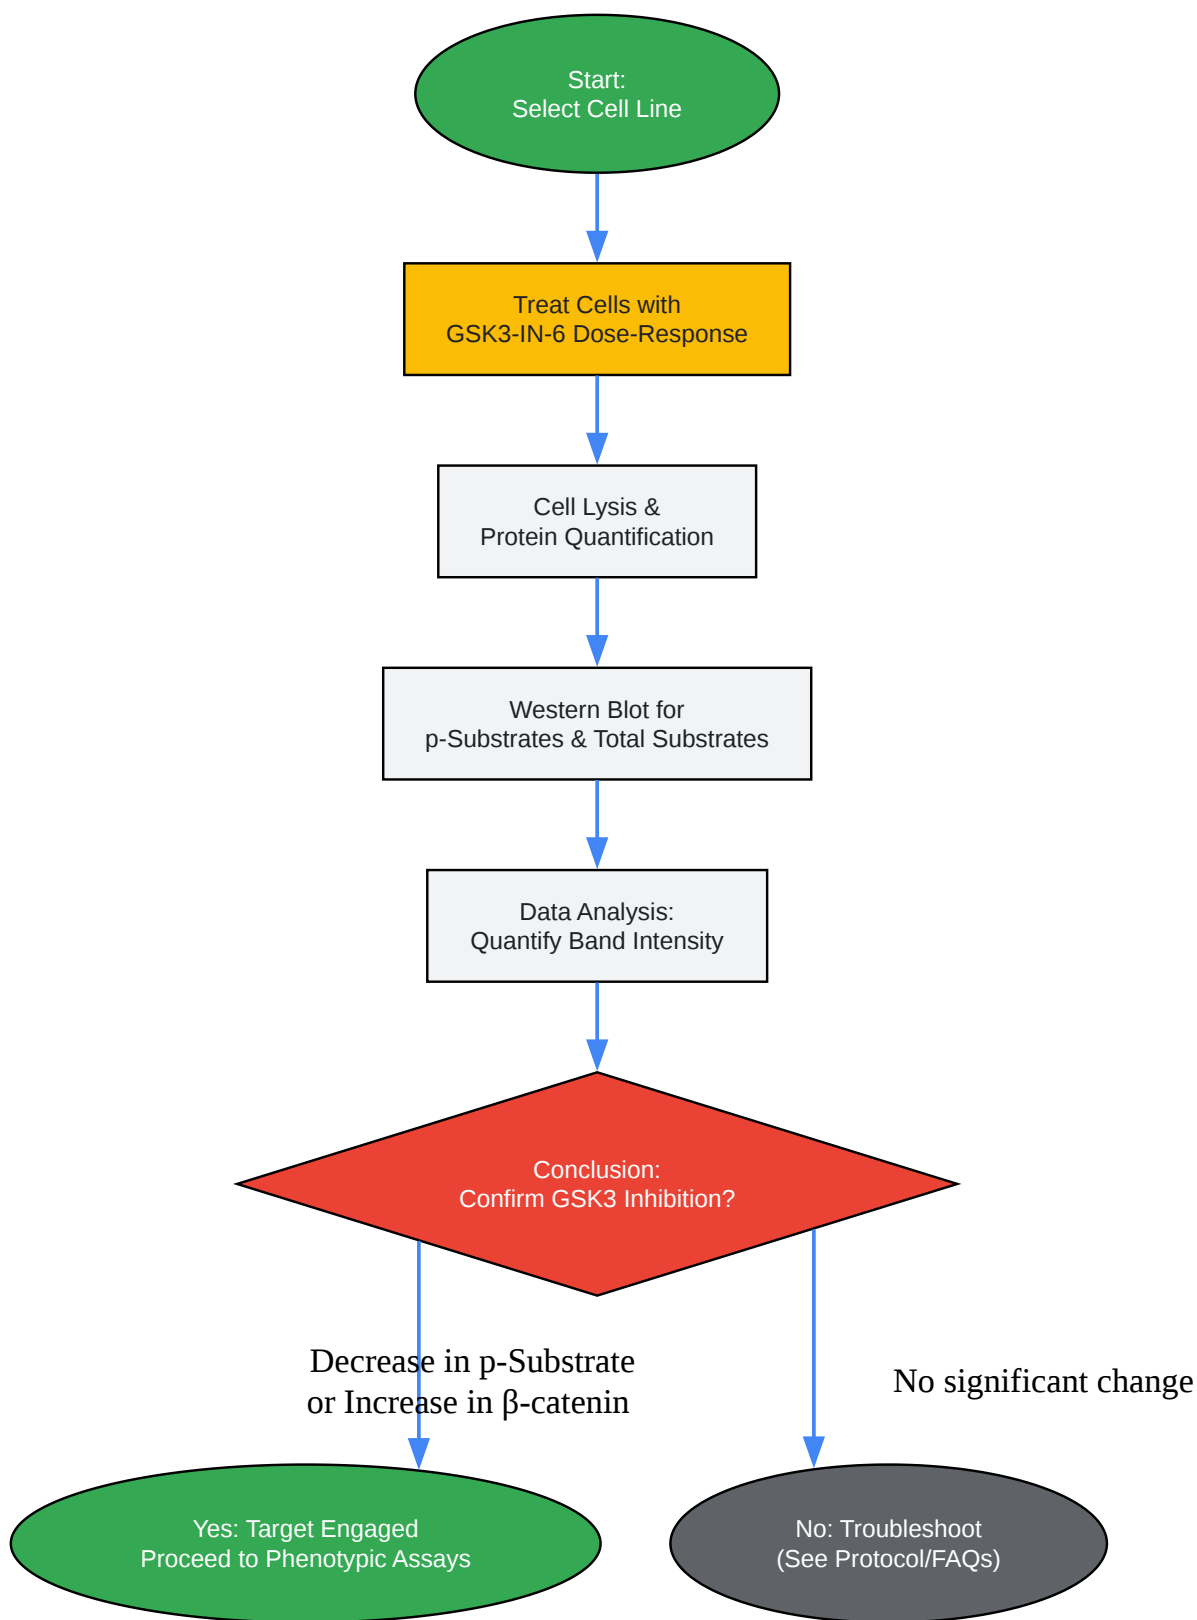 Start:
Select Cell Line
Treat Cells with
GSK3-IN-6 Dose-Response
Cell Lysis &
Protein Quantification
Western Blot for
p-Substrates & Total Substrates
Data Analysis:
Quantify Band Intensity
Conclusion:
Confirm GSK3 Inhibition?
Decrease in p-Substrate
or Increase in β-catenin
No significant change
Yes: Target Engaged
Proceed to Phenotypic Assays
No: Troubleshoot
(See Protocol/FAQs)